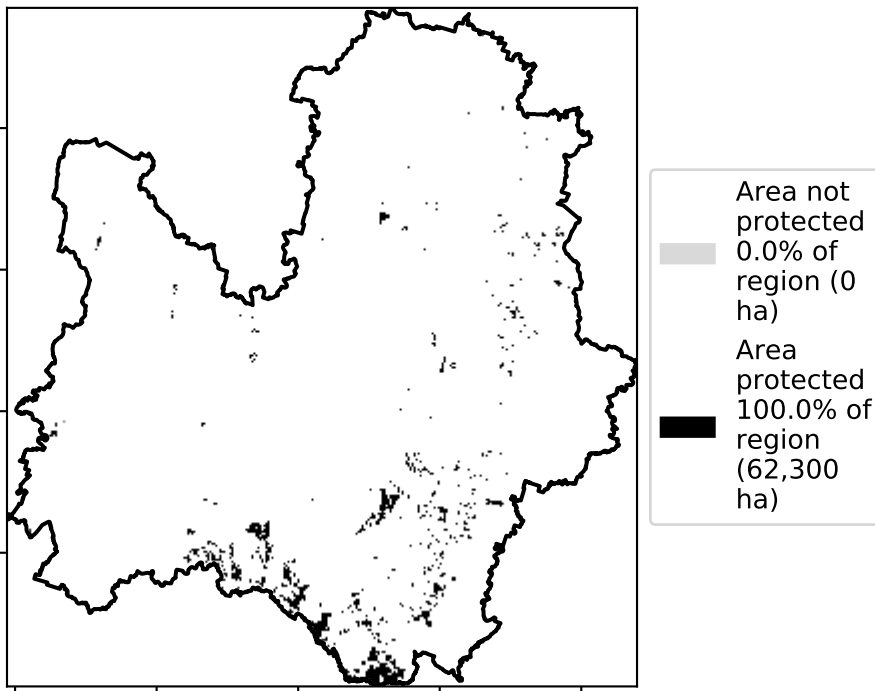 Area not
protected
0.0% of
region (0
ha)
Area
protected
100.0% of
region
(62,300
ha)